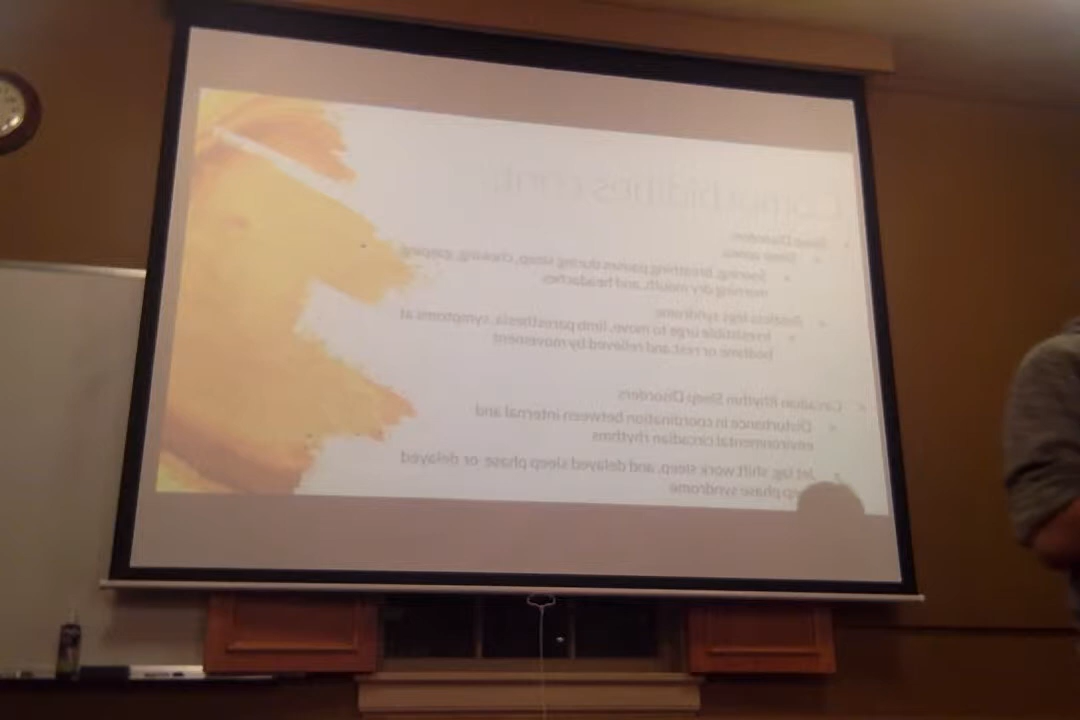 Comorbidities cont.
Sleep Disorders
Sleep apnea
Snoring, breathing pauses during sleep, choking, gasping,
morning dry mouth, and headaches
Restless legs syndrome
Irresistible urge to move, limb paresthesia, symptoms at
bedtime or rest and relieved by movement
Circadian Rhythm Sleep Disorders
Disturbance in coordination between internal and
environmental circadian rhythms
Jet lag, shift work sleep, and delayed sleep phase or delayed
phase syndrome